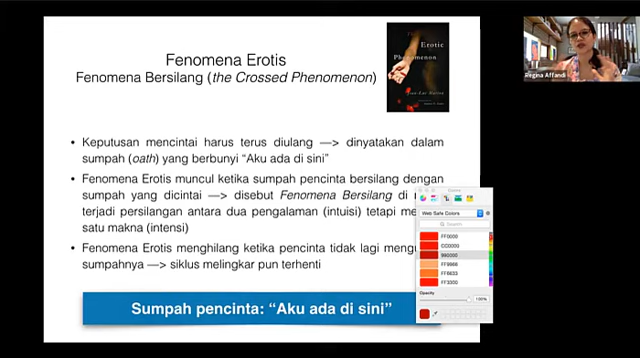 Fenomena Erotis
Fenomena Bersilang (the Crossed Phenomenon)
Erotic
Phenomenon
Jean-Luc Marion
Regina Affandi
• Keputusan mencintai harus terus diulang —> dinyatakan dalam
sumpah (oath) yang berbunyi “Aku ada di sini”
• Fenomena Erotis muncul ketika sumpah pencinta bersilang dengan
sumpah yang dicintai —> disebut Fenomena Bersilang di
terjadi persilangan antara dua pengalaman (intuisi) tetapi
satu makna (intensi)
• Fenomena Erotis menghilang ketika pencinta tidak lagi
sumpahnya —> siklus melingkar pun terhenti
Sumpah pencinta: “Aku ada di sini”
Web Safe Colors
FF0000
CC0000
990000
FF6633
FF3300
Opacity
100%